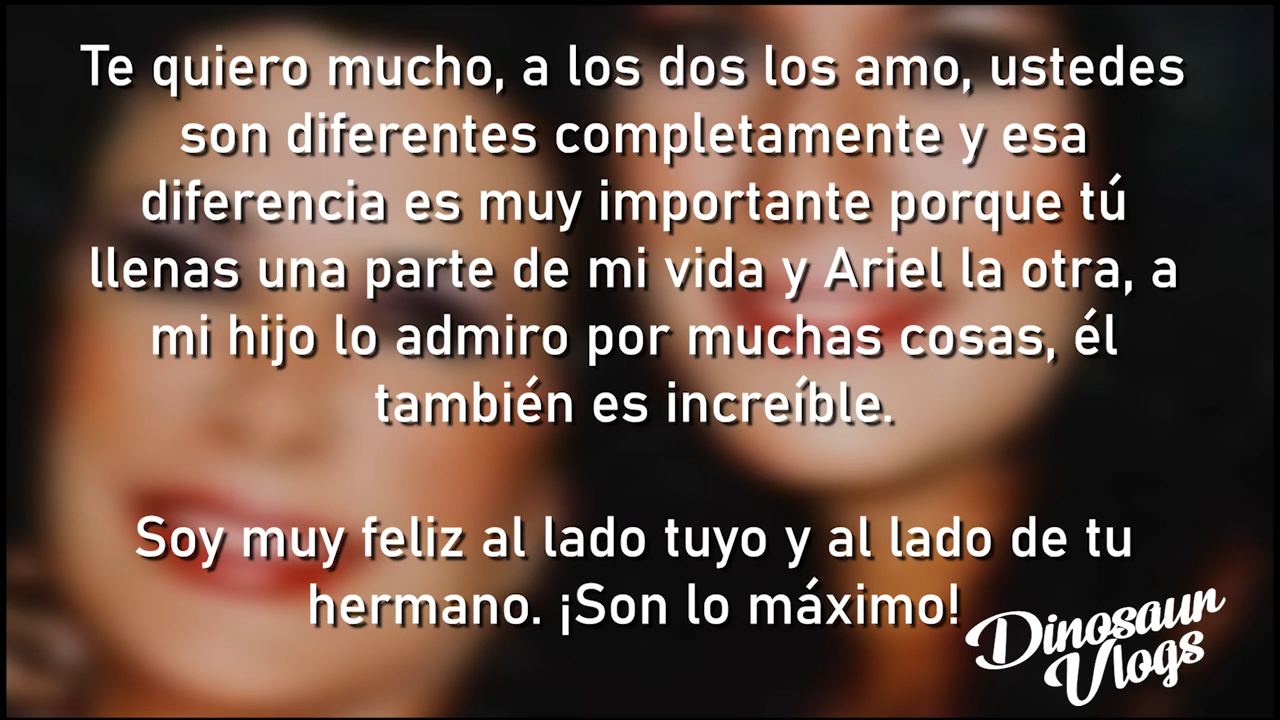 Te quiero mucho, a los dos los amo, ustedes
son diferentes completamente y esa
diferencia es muy importante porque tú
llenas una parte de mi vida y Ariel la otra, a
mi hijo lo admiro por muchas cosas, él
también es increíble.
Soy muy feliz al lado tuyo y al lado de tu
hermano. ¡Son lo máximo!
Dinosaun
Vlogs